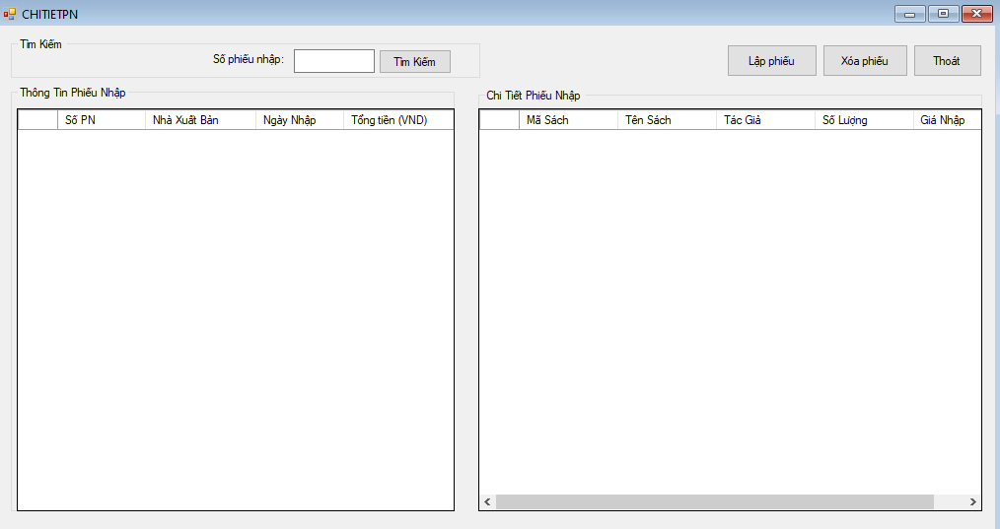 CHITIETPN
Tìm Kiếm
Số phiếu nhập:
Tìm Kiếm
Lập phiếu
Xóa phiếu
Thoát
Thông Tin Phiếu Nhập
Số PN
Nhà Xuất Bản
Ngày Nhập
Tổng tiền (VND)
Chi Tiết Phiếu Nhập
Mã Sách
Tên Sách
Tác Giả
Số Lượng
Giá Nhập